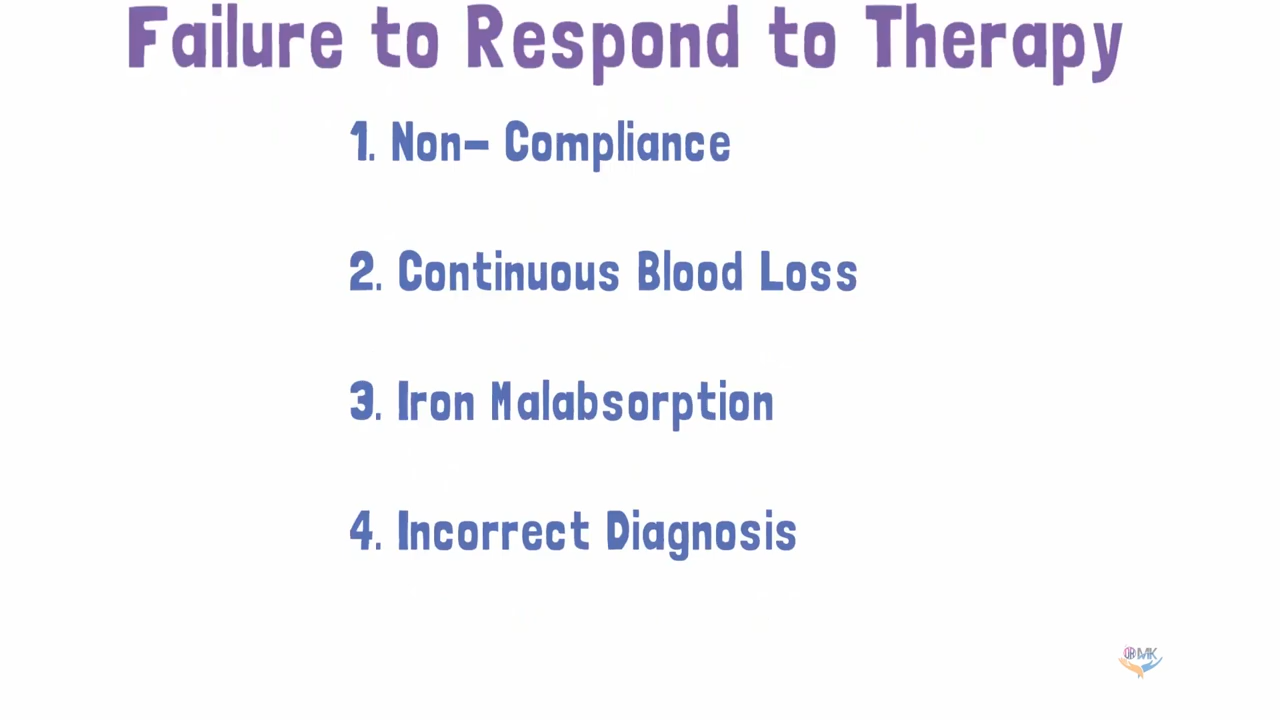 Failure to Respond to Therapy
1. Non- Compliance
2. Continuous Blood Loss
3. Iron Malabsorption
4. Incorrect Diagnosis